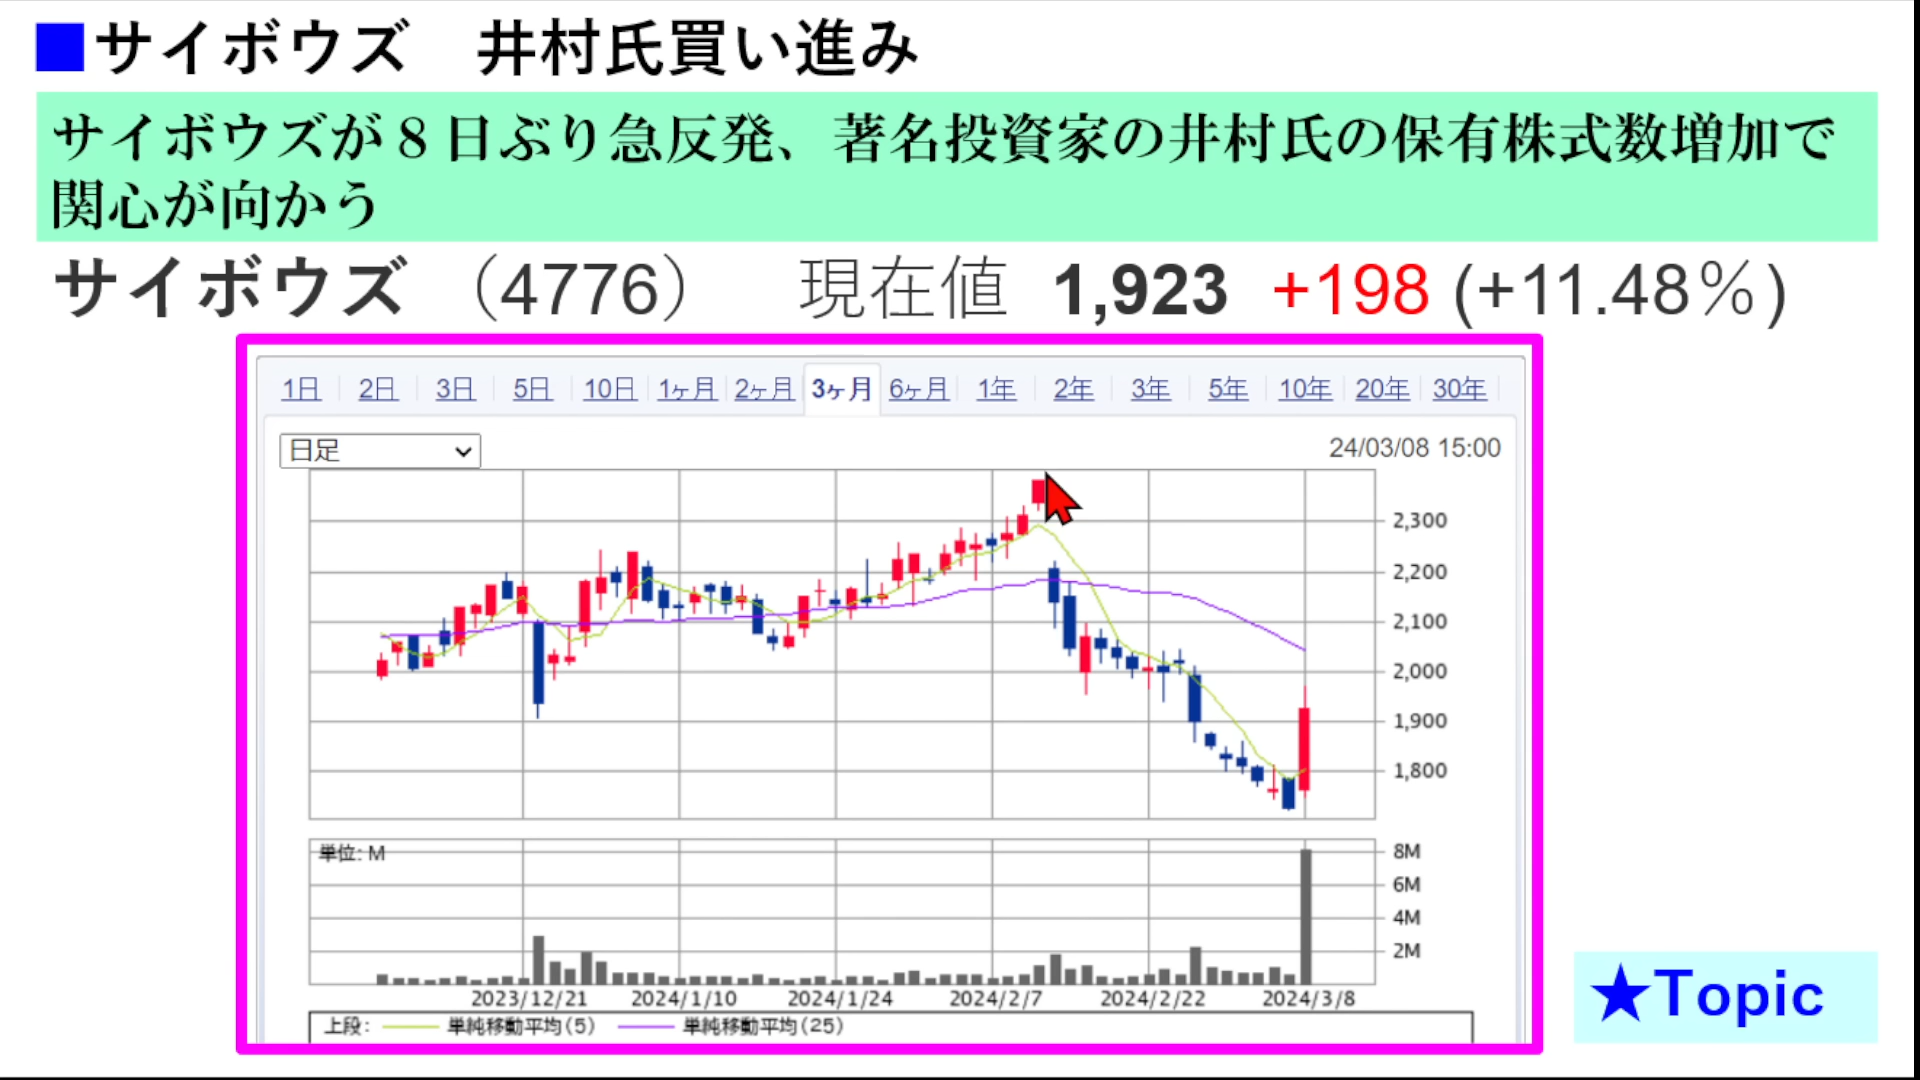 ■サイボウズ　井村氏買い進み
サイボウズが８日ぶり急反発、著名投資家の井村氏の保有株式数増加で
関心が向かう
サイボウズ （4776） 現在値 1,923 +198 (+11.48％)
1日 2日 3日 5日 10日 1ヶ月 2ヶ月 3ヶ月 6ヶ月 1年 2年 3年 5年 10年 20年 30年
日足
24/03/08 15:00
2,300
2,200
2,100
2,000
1,900
1,800
単位: M
8M
6M
4M
2M
2023/12/21 2024/1/10 2024/1/24 2024/2/7 2024/2/22 2024/3/8
上段: 単純移動平均(5) 単純移動平均(25)
★Topic